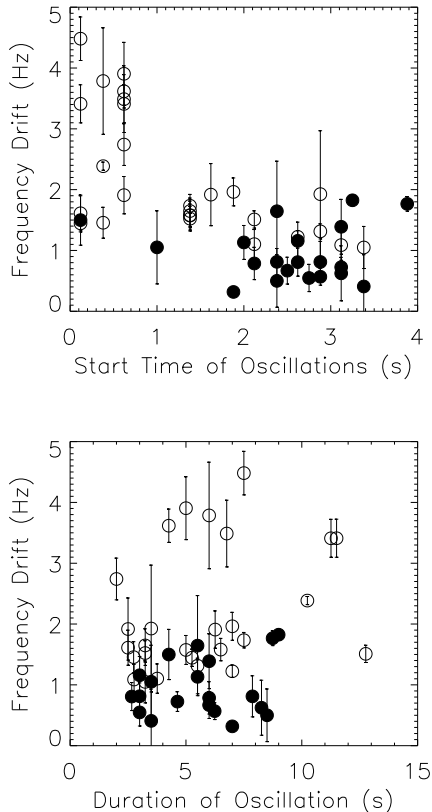 5
4
3
2
1
0
Frequency Drift (Hz)
0 1 2 3 4
Start Time of Oscillations (s)
5
4
3
2
1
0
Frequency Drift (Hz)
0 5 10 15
Duration of Oscillation (s)